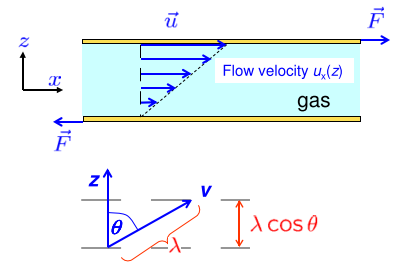 u⃗
F⃗
z
Flow velocity uₓ(z)
x
gas
F⃗
z
v
θ
λ cos θ
λ